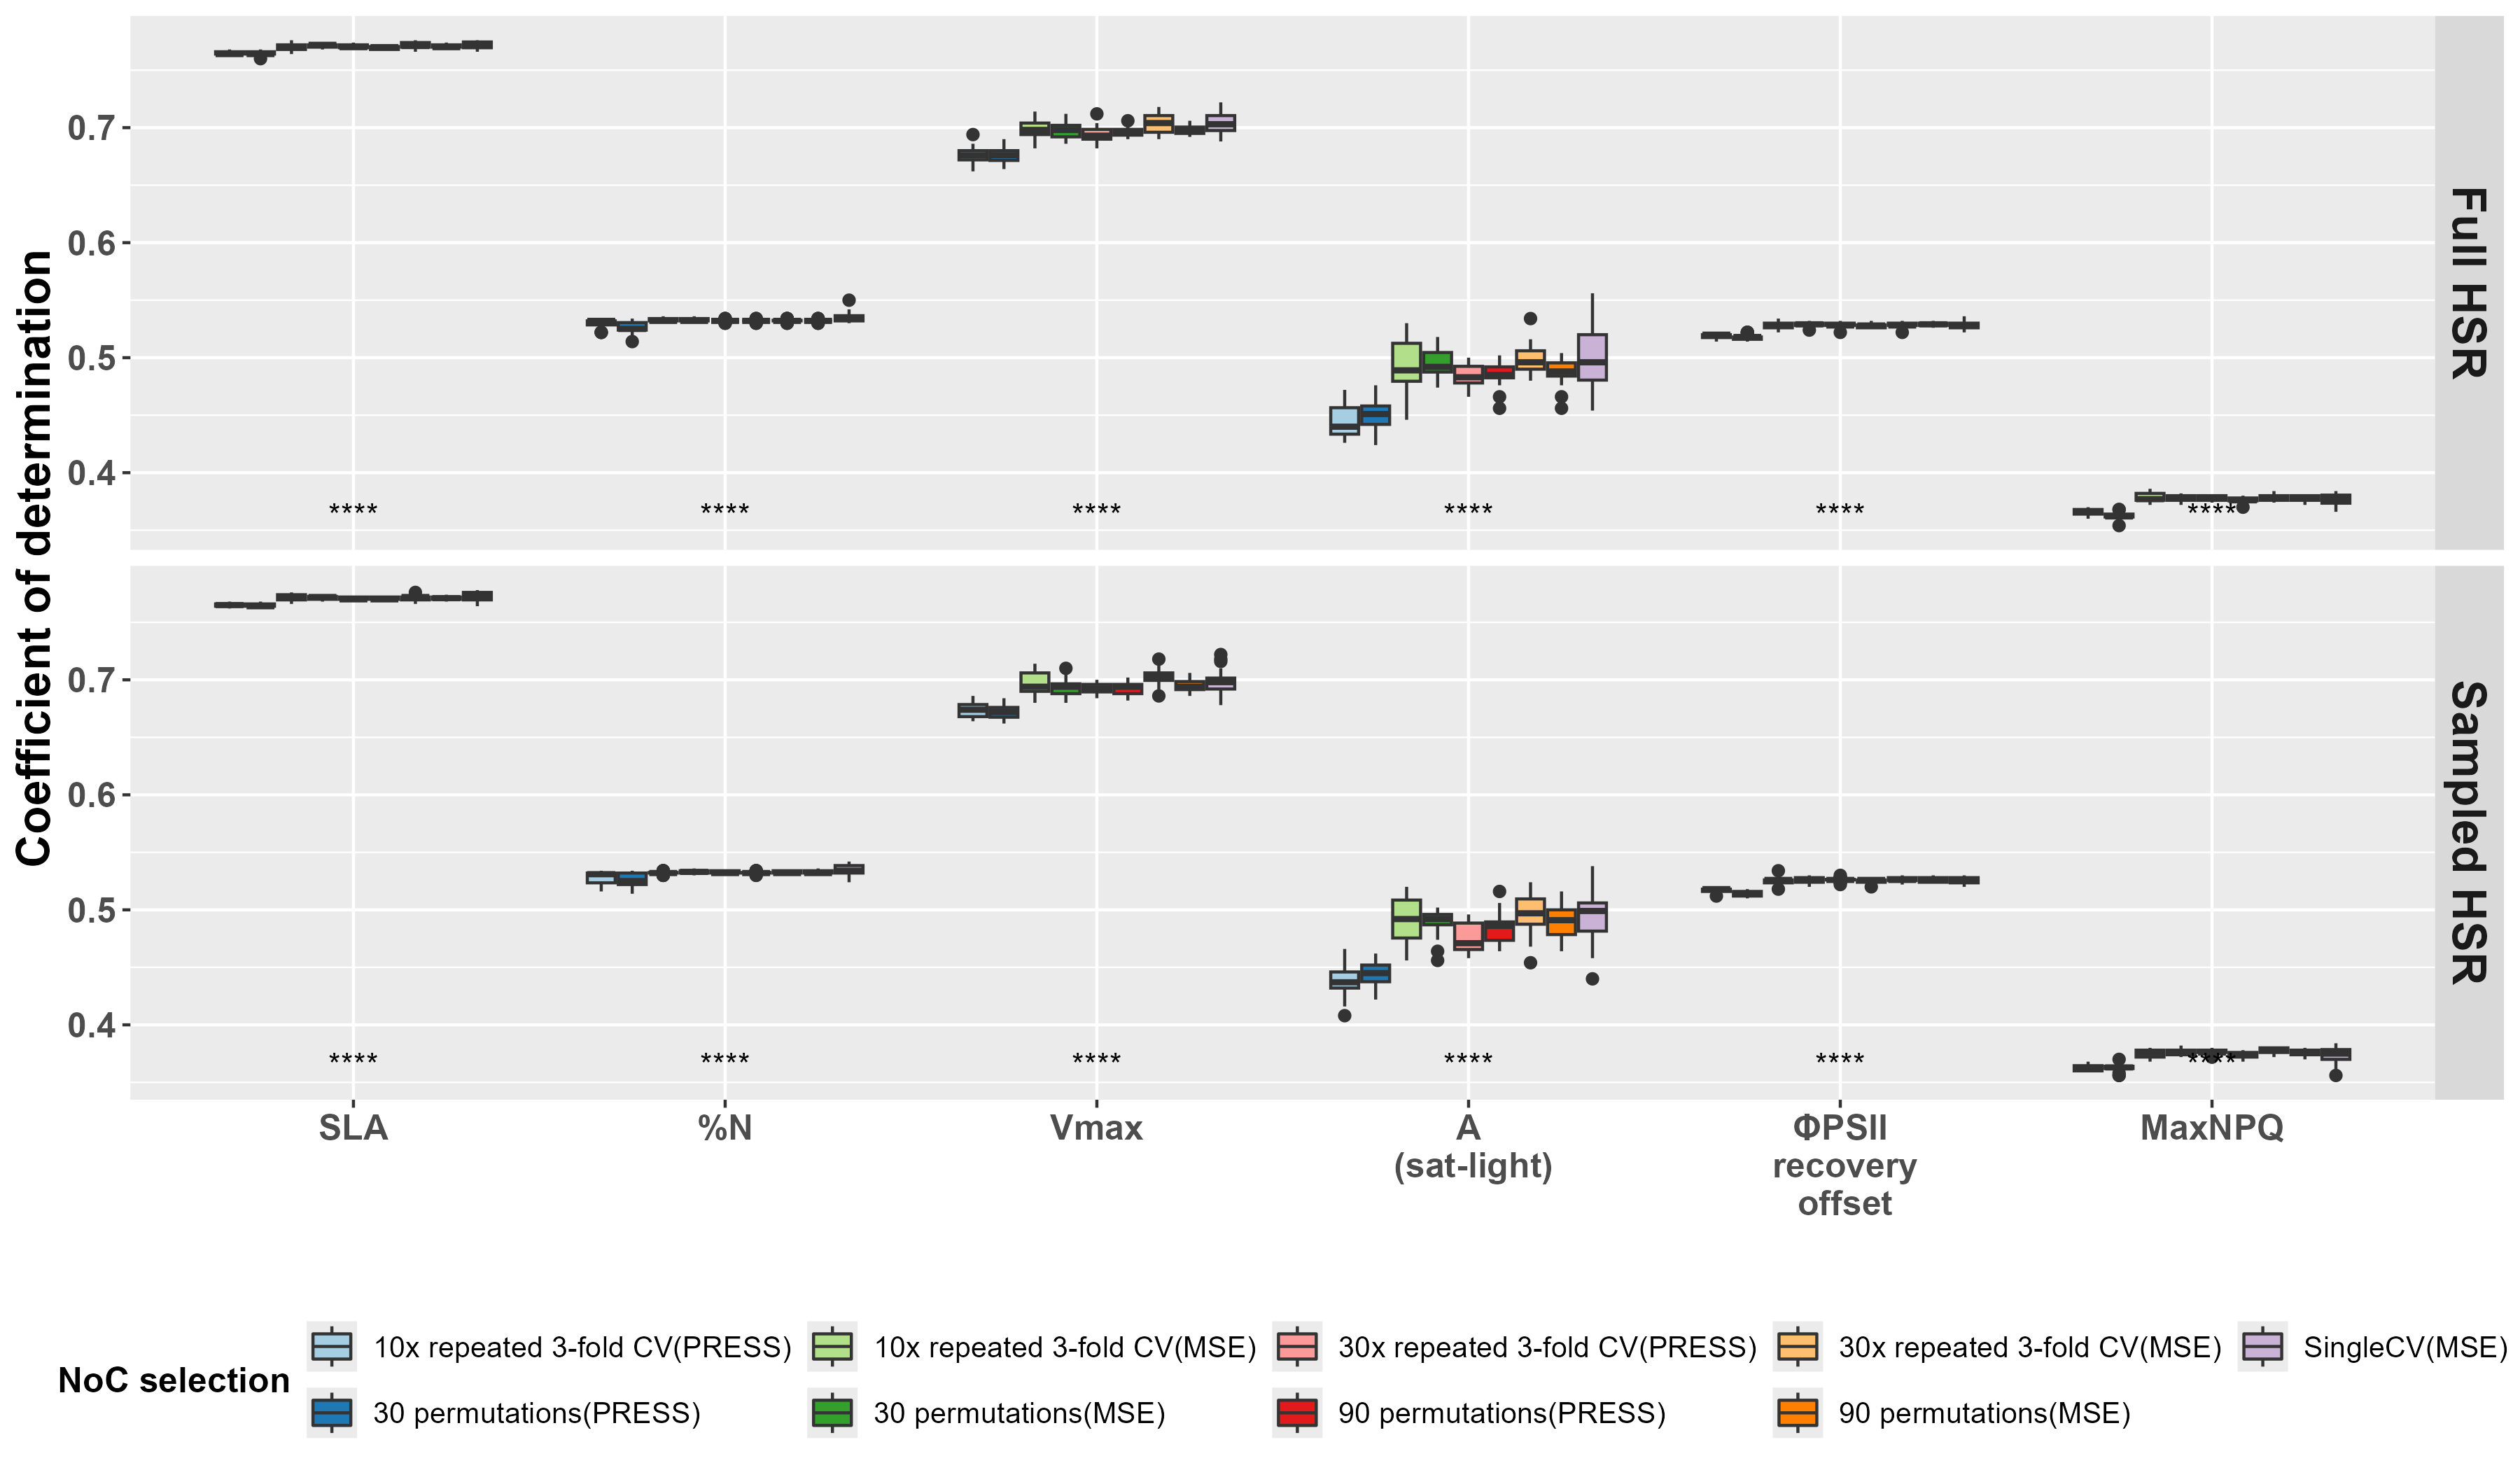 Coefficient of determination
0.7
0.6
0.5
0.4
**** **** **** **** **** ****
Full HSR
0.7
0.6
0.5
0.4
**** **** **** **** **** ****
Sampled HSR
SLA %N Vmax A ΦPSII MaxNPQ
(sat-light) recovery
offset
NoC selection
10x repeated 3-fold CV(PRESS) 10x repeated 3-fold CV(MSE) 30x repeated 3-fold CV(PRESS) 30x repeated 3-fold CV(MSE) SingleCV(MSE)
30 permutations(PRESS) 30 permutations(MSE) 90 permutations(PRESS) 90 permutations(MSE)